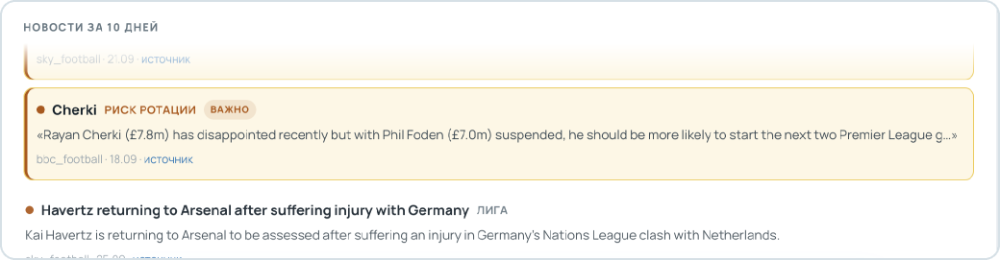 НОВОСТИ ЗА 10 ДНЕЙ
sky_football · 21.09 · источник
Cherki РИСК РОТАЦИИ ВАЖНО
«Rayan Cherki (£7.8m) has disappointed recently but with Phil Foden (£7.0m) suspended, he should be more likely to start the next two Premier League g...»
bbc_football · 18.09 · источник
Havertz returning to Arsenal after suffering injury with Germany ЛИГА
Kai Havertz is returning to Arsenal to be assessed after suffering an injury in Germany's Nations League clash with Netherlands.